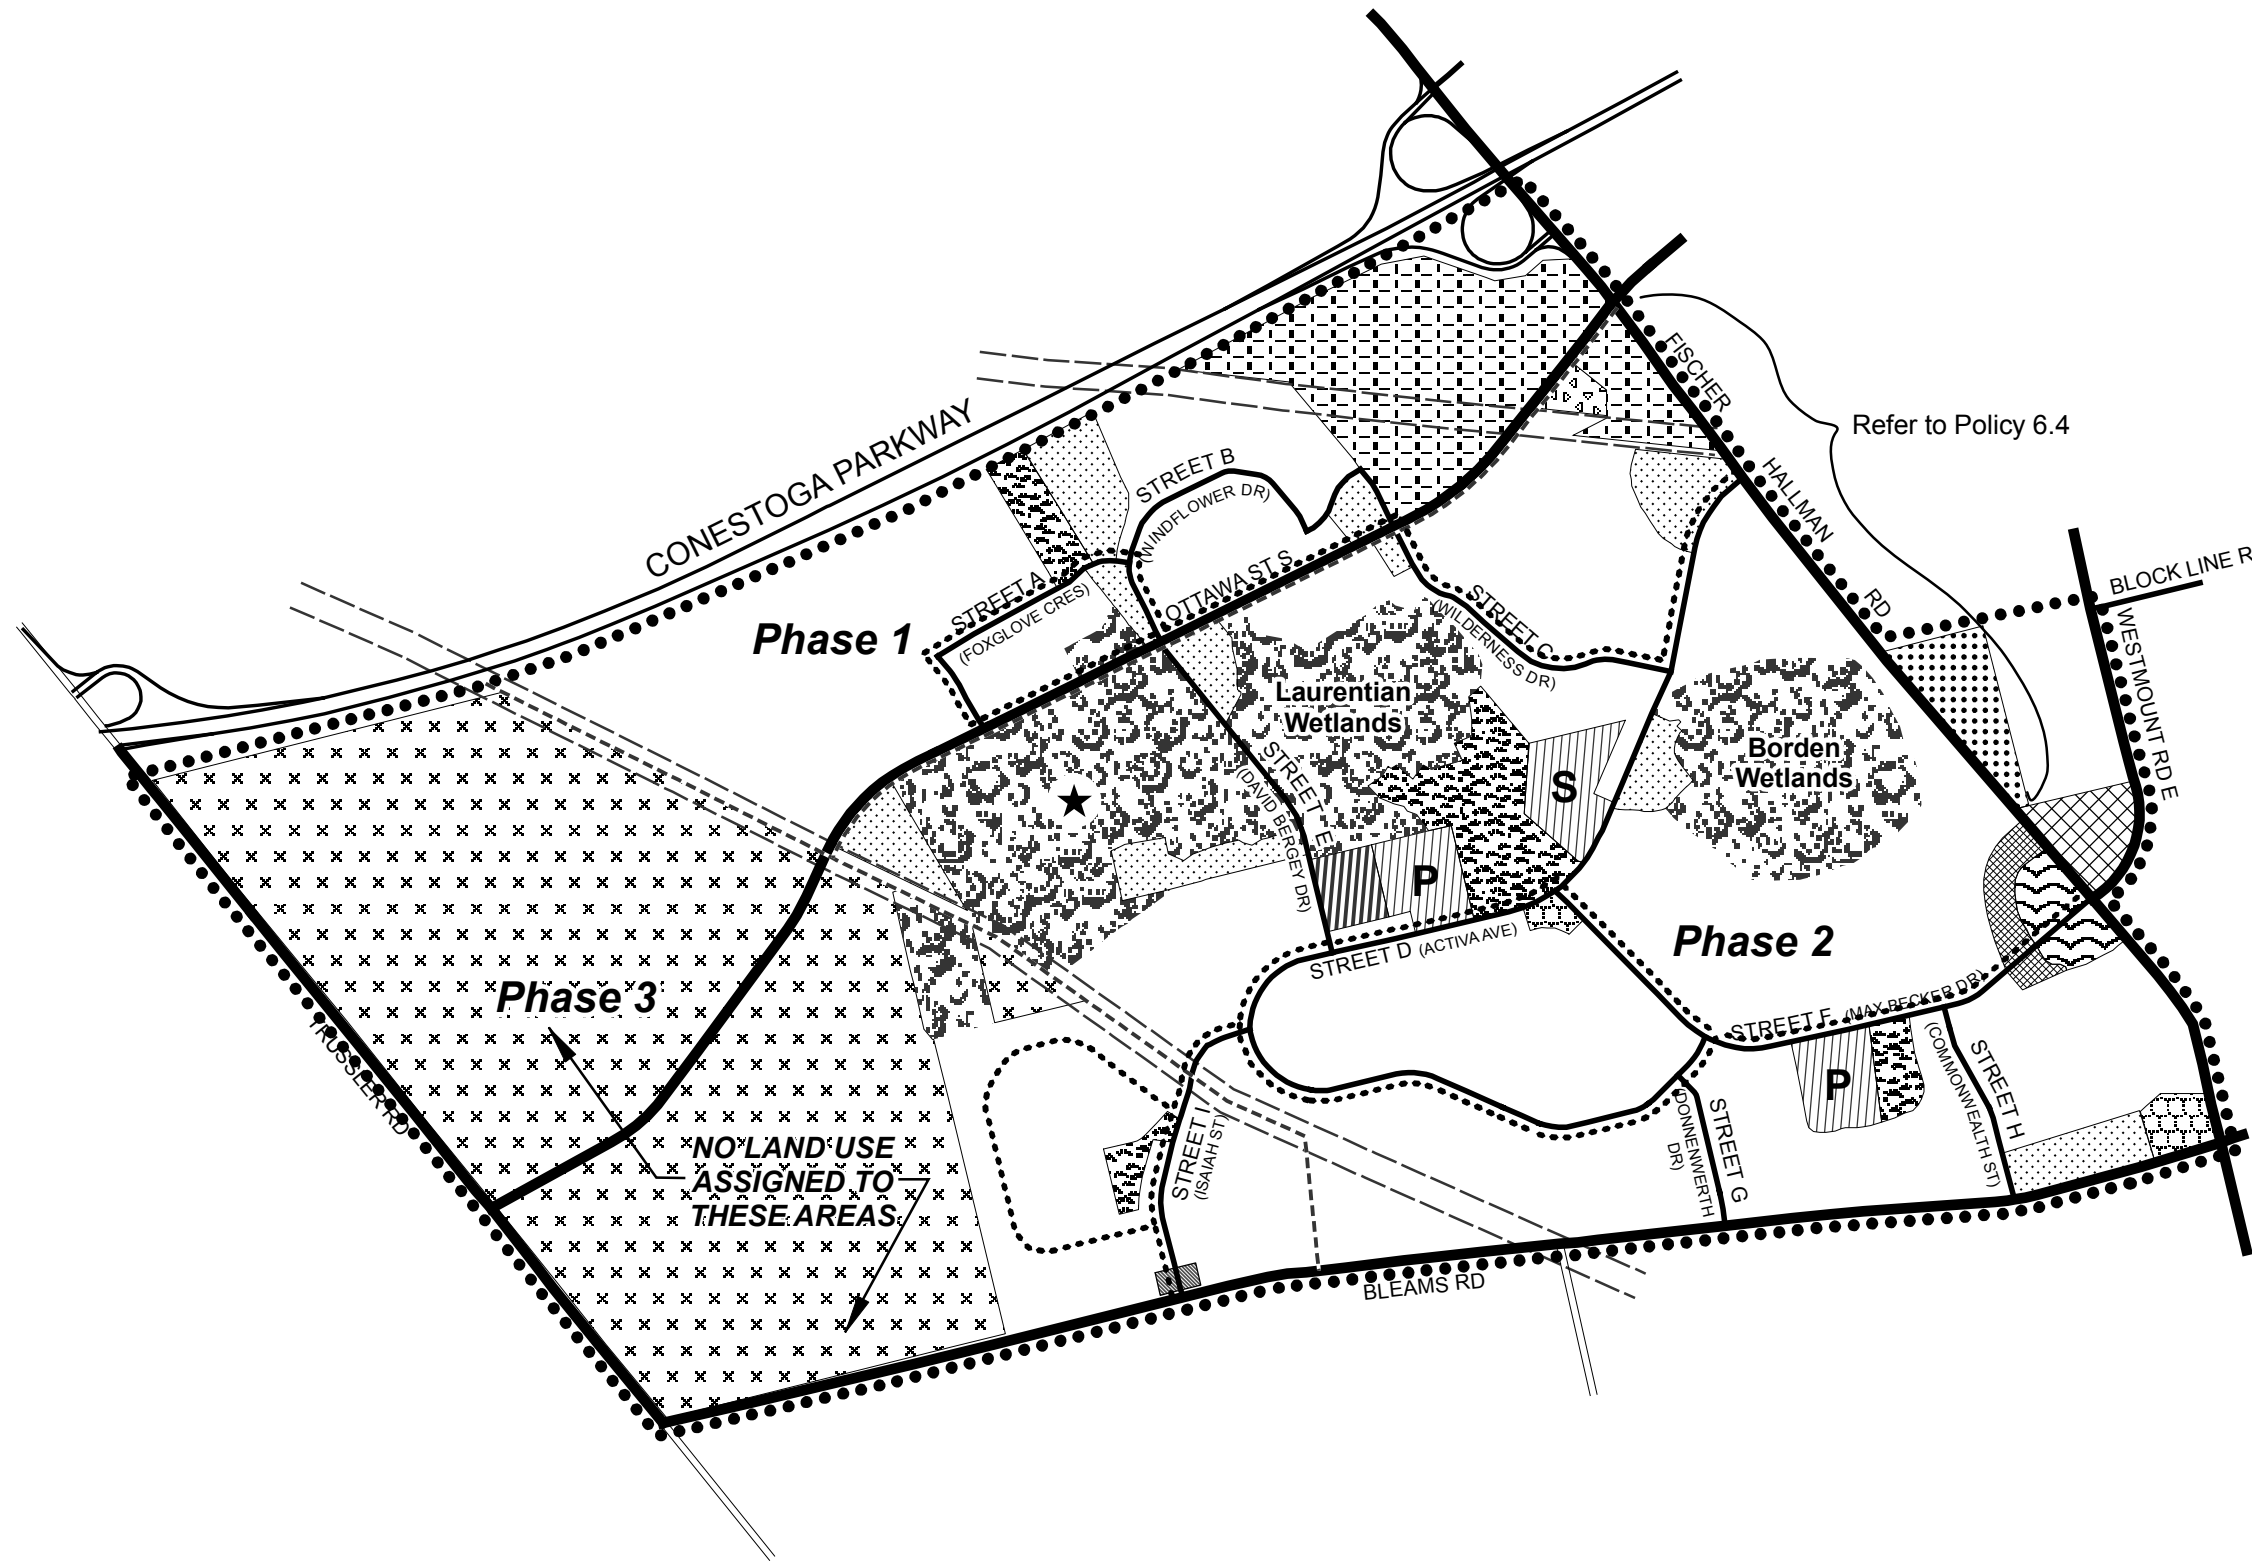 CONESTOGA PARKWAY
Refer to Policy 6.4
FISCHER
HALLMAN
RD
BLOCK LINE R
WESTMOUNT RD E
STREET B
(WINDFLOWER DR)
STREET A
(FOXGLOVE CRES)
OTTAWA ST S
Phase 1
STREET C
(WILDERNESS DR)
Laurentian
Wetlands
Borden
Wetlands
STREET E
(DAVID BERGEY DR)
S
P
STREET D (ACTIVA AVE)
Phase 2
Phase 3
STREET F (MAX BECKER DR)
P
STREET H
(COMMONWEALTH ST)
STREET G
(DONNENWERTH
DR)
STREET I
(ISAIAH ST)
TRUSSLER RD
NO LAND USE
ASSIGNED TO
THESE AREAS
BLEAMS RD